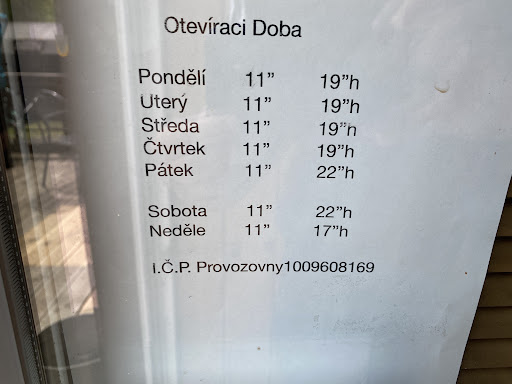 Otevíraci Doba
Pondělí 11” 19”h
Uterý 11” 19”h
Středa 11” 19”h
Čtvrtek 11” 19”h
Pátek 11” 22”h
Sobota 11” 22”h
Neděle 11” 17”h
I.Č.P. Provozovny1009608169